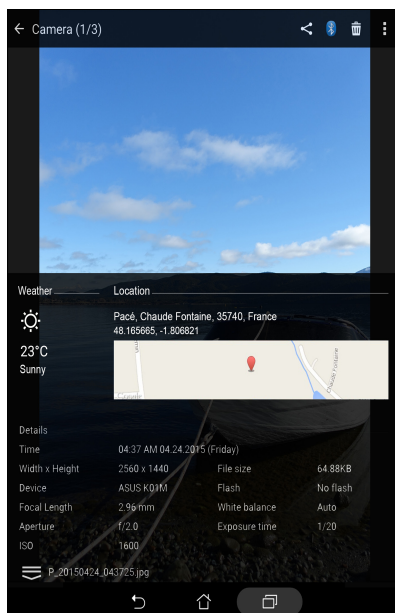 Camera (1/3)
Weather
Location
Pacé, Chaude Fontaine, 35740, France
48.165665, -1.806821
23°C
Sunny
Google
Chaude Fontaine
Details
Time 04:37 AM 04.24.2015 (Friday)
Width x Height 2560 x 1440 File size 64.88KB
Device ASUS K01M Flash No flash
Focal Length 2.96 mm White balance Auto
Aperture f/2.0 Exposure time 1/20
ISO 1600
P_20150424_043725.jpg